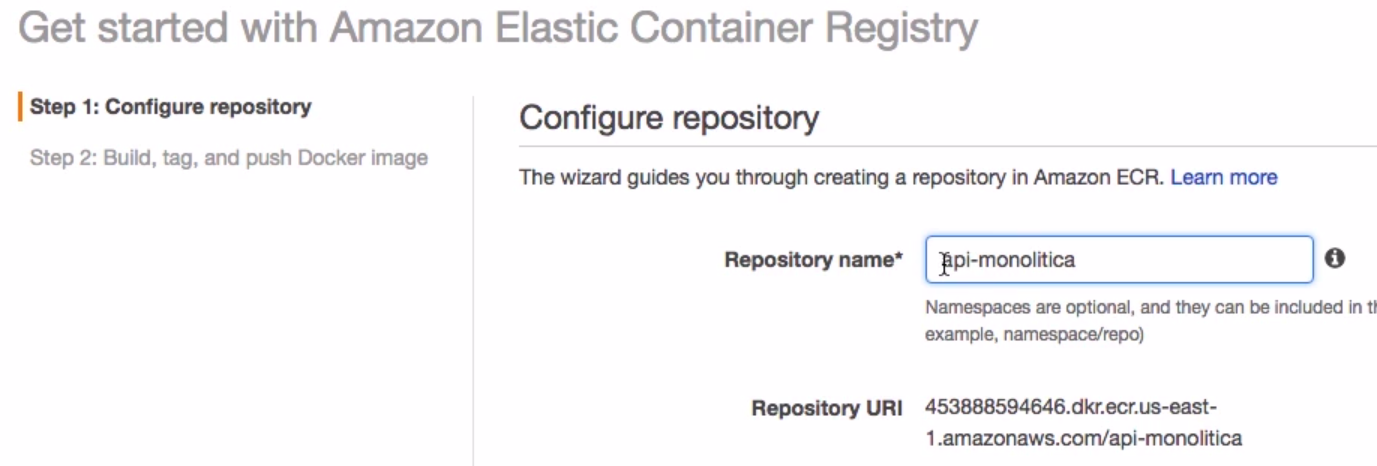 Get started with Amazon Elastic Container Registry
Step 1: Configure repository
Step 2: Build, tag, and push Docker image
Configure repository
The wizard guides you through creating a repository in Amazon ECR. Learn more
Repository name* api-monolitica
Namespaces are optional, and they can be included in
example, namespace/repo)
Repository URI 453888594646.dkr.ecr.us-east-
1.amazonaws.com/api-monolitica